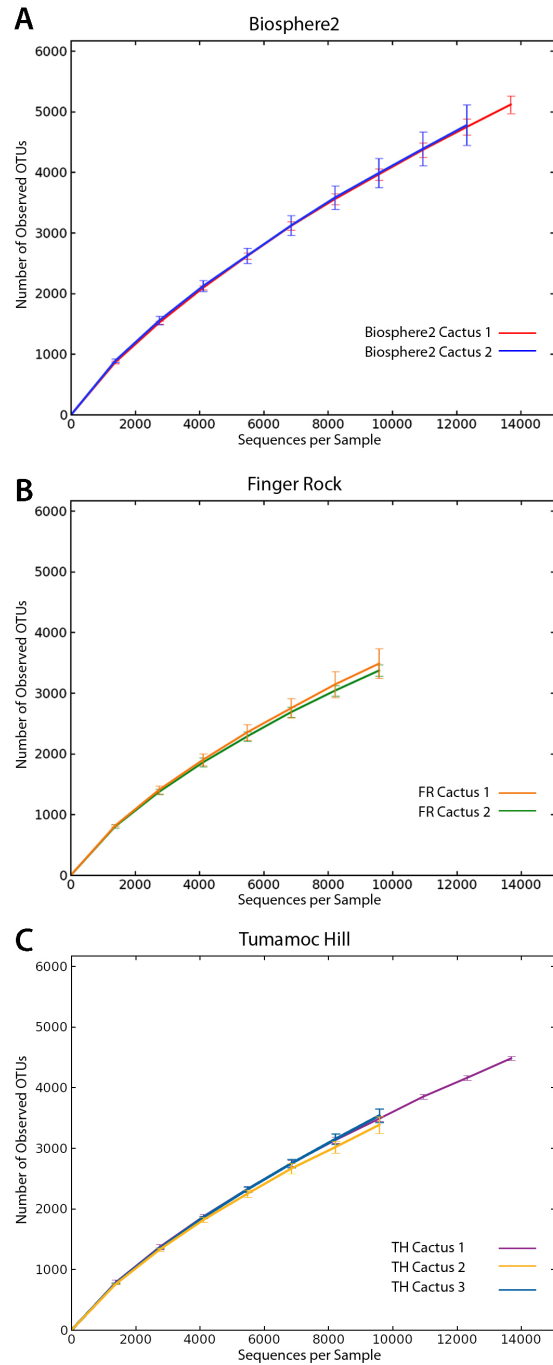 A
Biosphere2
6000
5000
4000
3000
2000
1000
0
Number of Observed OTUs
Biosphere2 Cactus 1
Biosphere2 Cactus 2
0 2000 4000 6000 8000 10000 12000 14000
Sequences per Sample
B
Finger Rock
6000
5000
4000
3000
2000
1000
0
Number of Observed OTUs
FR Cactus 1
FR Cactus 2
0 2000 4000 6000 8000 10000 12000 14000
Sequences per Sample
C
Tumamoc Hill
6000
5000
4000
3000
2000
1000
0
Number of Observed OTUs
TH Cactus 1
TH Cactus 2
TH Cactus 3
0 2000 4000 6000 8000 10000 12000 14000
Sequences per Sample